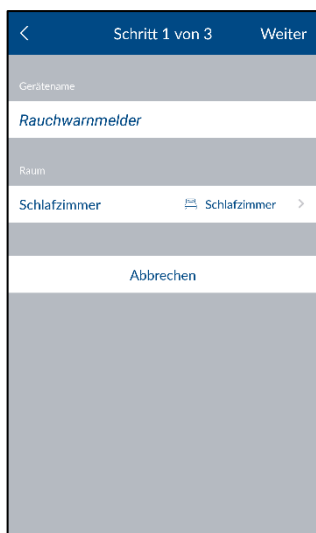 Schritt 1 von 3 Weiter
Gerätename
Rauchwarnmelder
Raum
Schlafzimmer Schlafzimmer
Abbrechen